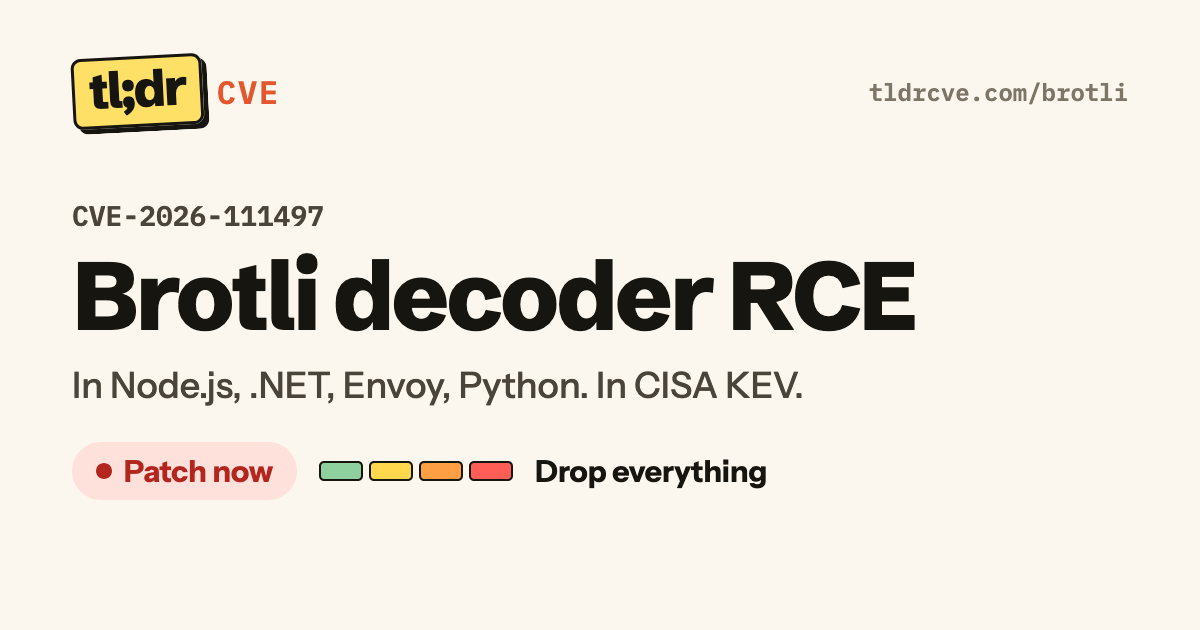 tl;dr CVE
tldrcve.com/brotli
CVE-2026-111497
Brotli decoder RCE
In Node.js, .NET, Envoy, Python. In CISA KEV.
Patch now
Drop everything